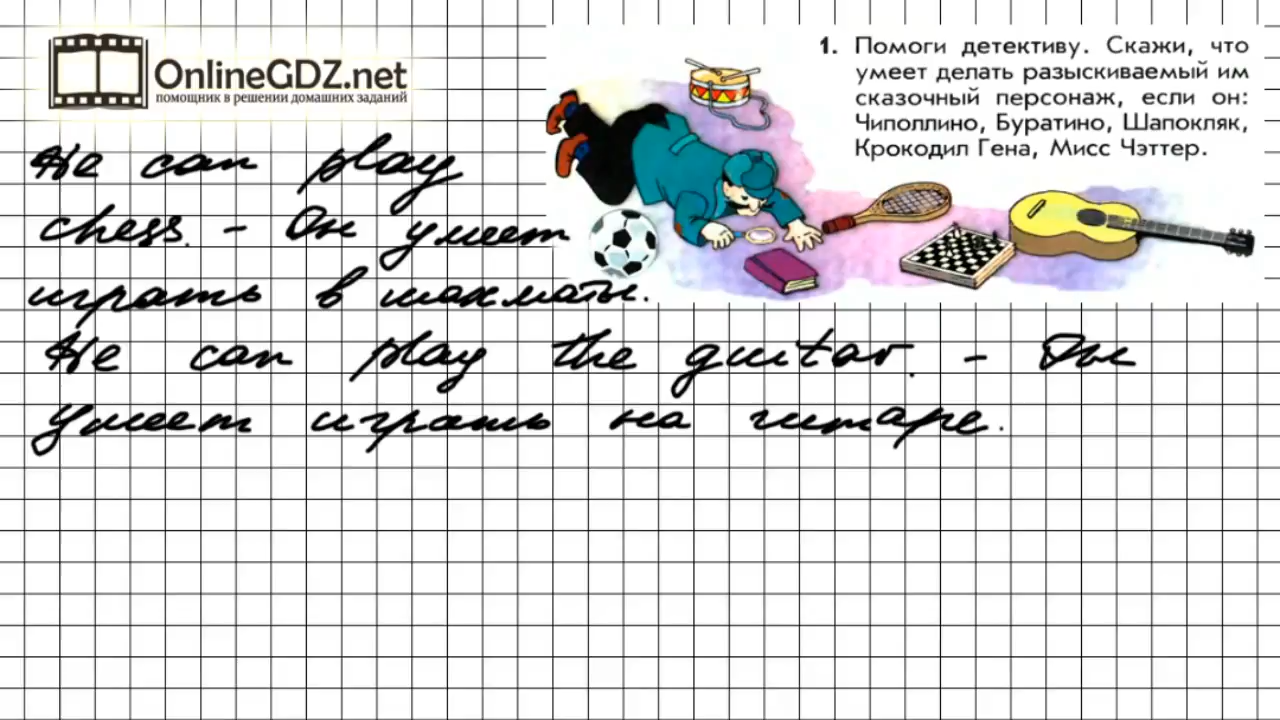 OnlineGDZ.net
помощник в решении домашних заданий
1. Помоги детективу. Скажи, что
умеет делать разыскиваемый им
сказочный персонаж, если он:
Чиполлино, Буратино, Шапокляк,
Крокодил Гена, Мисс Чэттер.
He can play
chess. - Он умеет
играть в шахматы.
He can play the guitar. - Он
умеет играть на гитаре.